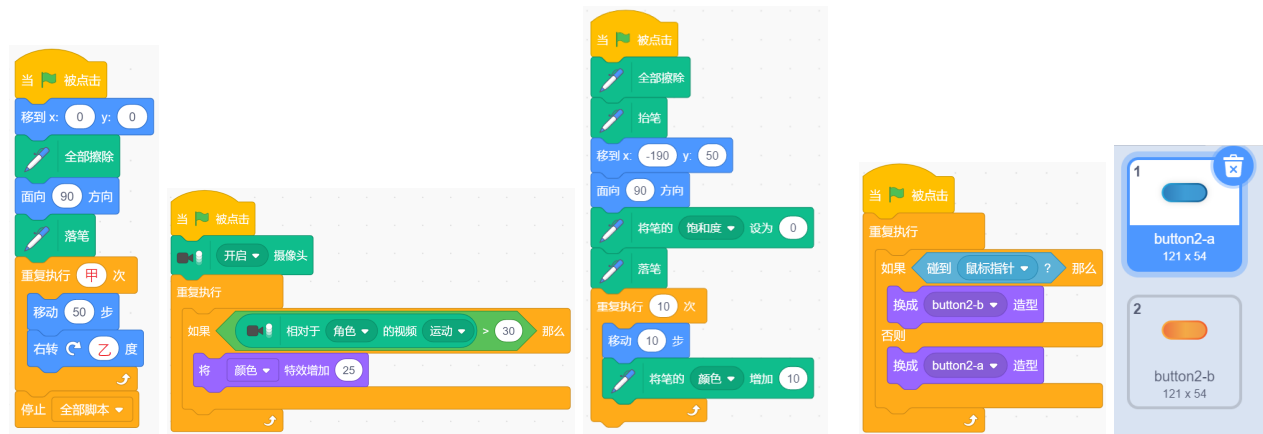 当 被点击
移到 x: 0 y: 0
全部擦除
面向 90 方向
落笔
重复执行 甲 次
移动 50 步
右转 乙 度
停止 全部脚本
当 被点击
开启 摄像头
重复执行
如果 相对于 角色 的视频 运动 > 30 那么
将 颜色 特效增加 25
当 被点击
全部擦除
抬笔
移到 x: -190 y: 50
面向 90 方向
将笔的 饱和度 设为 0
落笔
重复执行 10 次
移动 10 步
将笔的 颜色 增加 10
当 被点击
重复执行
如果 碰到 鼠标指针 ? 那么
换成 button2-b 造型
否则
换成 button2-a 造型
1
button2-a
121 x 54
2
button2-b
121 x 54